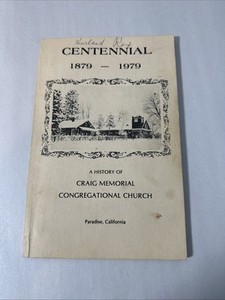 CENTENNIAL
1879 — 1979
A HISTORY OF
CRAIG MEMORIAL
CONGREGATIONAL CHURCH
Paradise, California